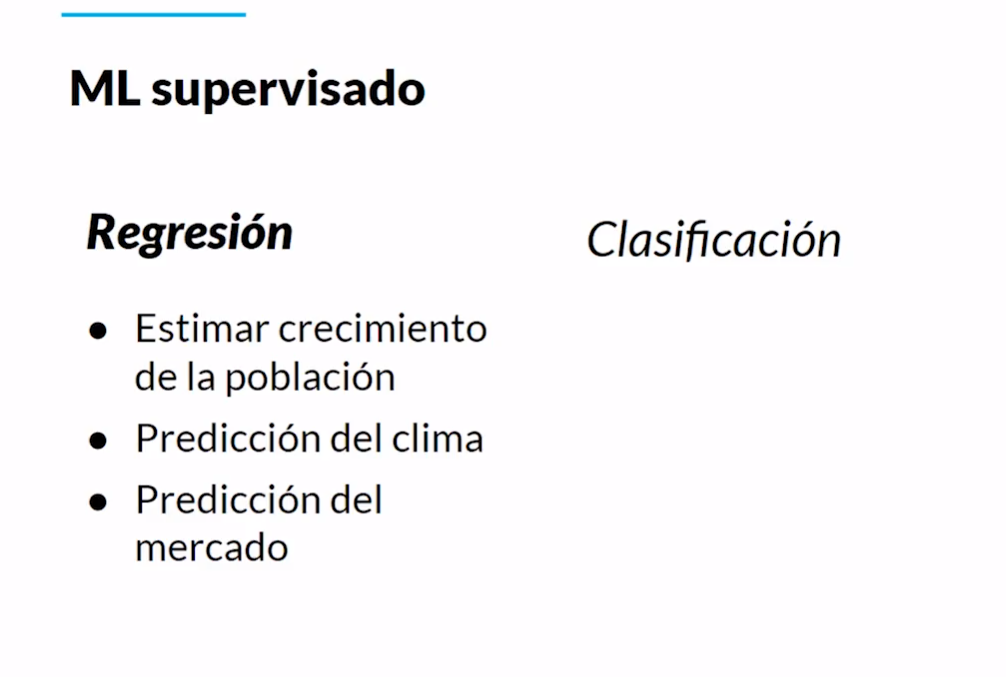 ML supervisado
Regresión
● Estimar crecimiento
de la población
● Predicción del clima
● Predicción del
mercado
Clasificación